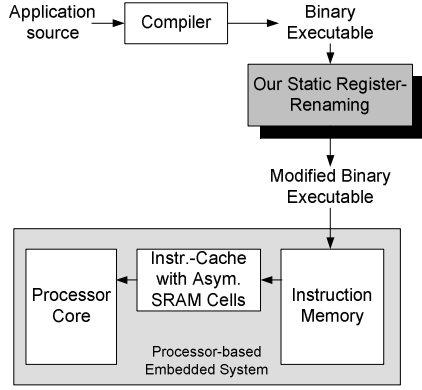 Application
source
Compiler
Binary
Executable
Our Static Register-
Renaming
Modified Binary
Executable
Processor
Core
Instr.-Cache
with Asym.
SRAM Cells
Instruction
Memory
Processor-based
Embedded System